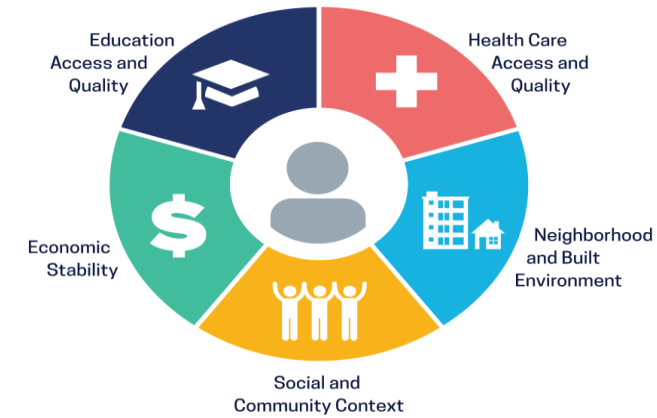 Education
Access and
Quality
Health Care
Access and
Quality
Economic
Stability
$
Neighborhood
and Built
Environment
Social and
Community Context